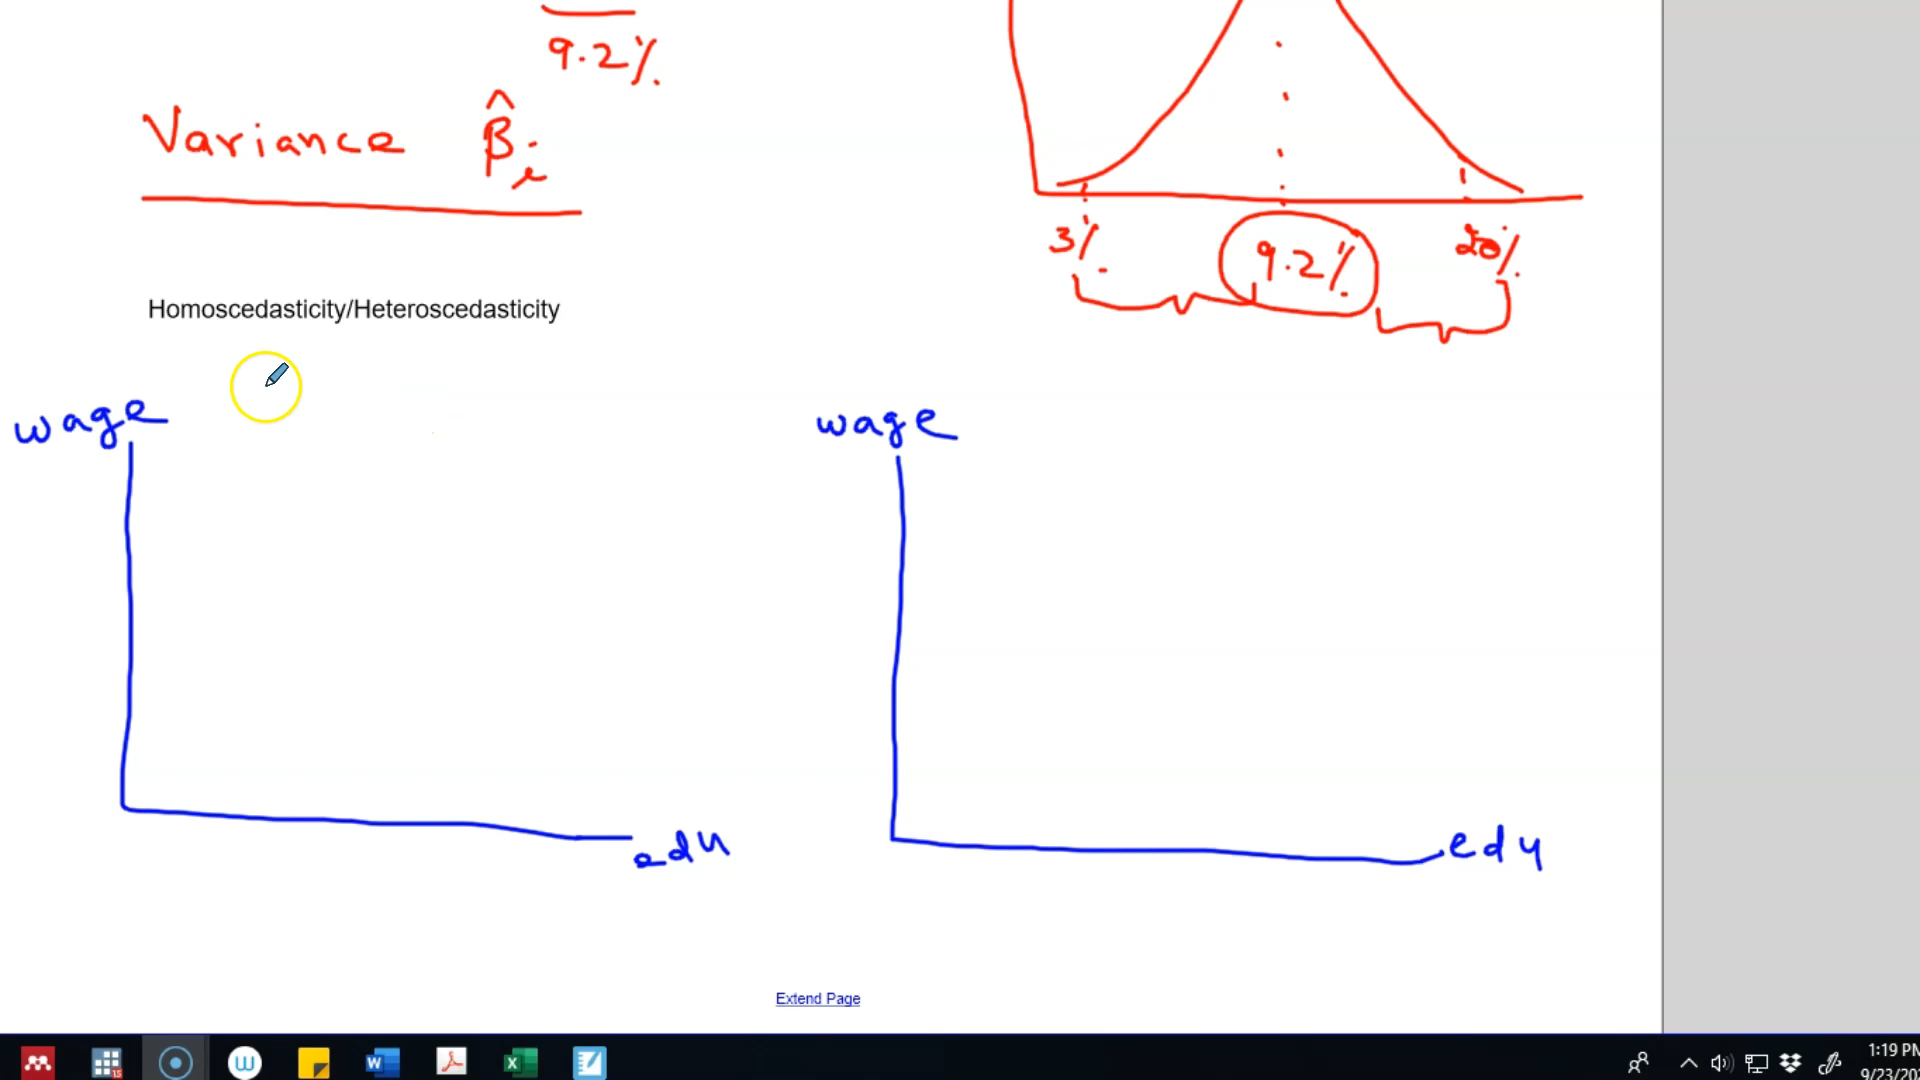 9.2%
Variance β̂i
3%
9.2%
20%
Homoscedasticity/Heteroscedasticity
wage
wage
edu
edu
Extend Page
1:19 PM